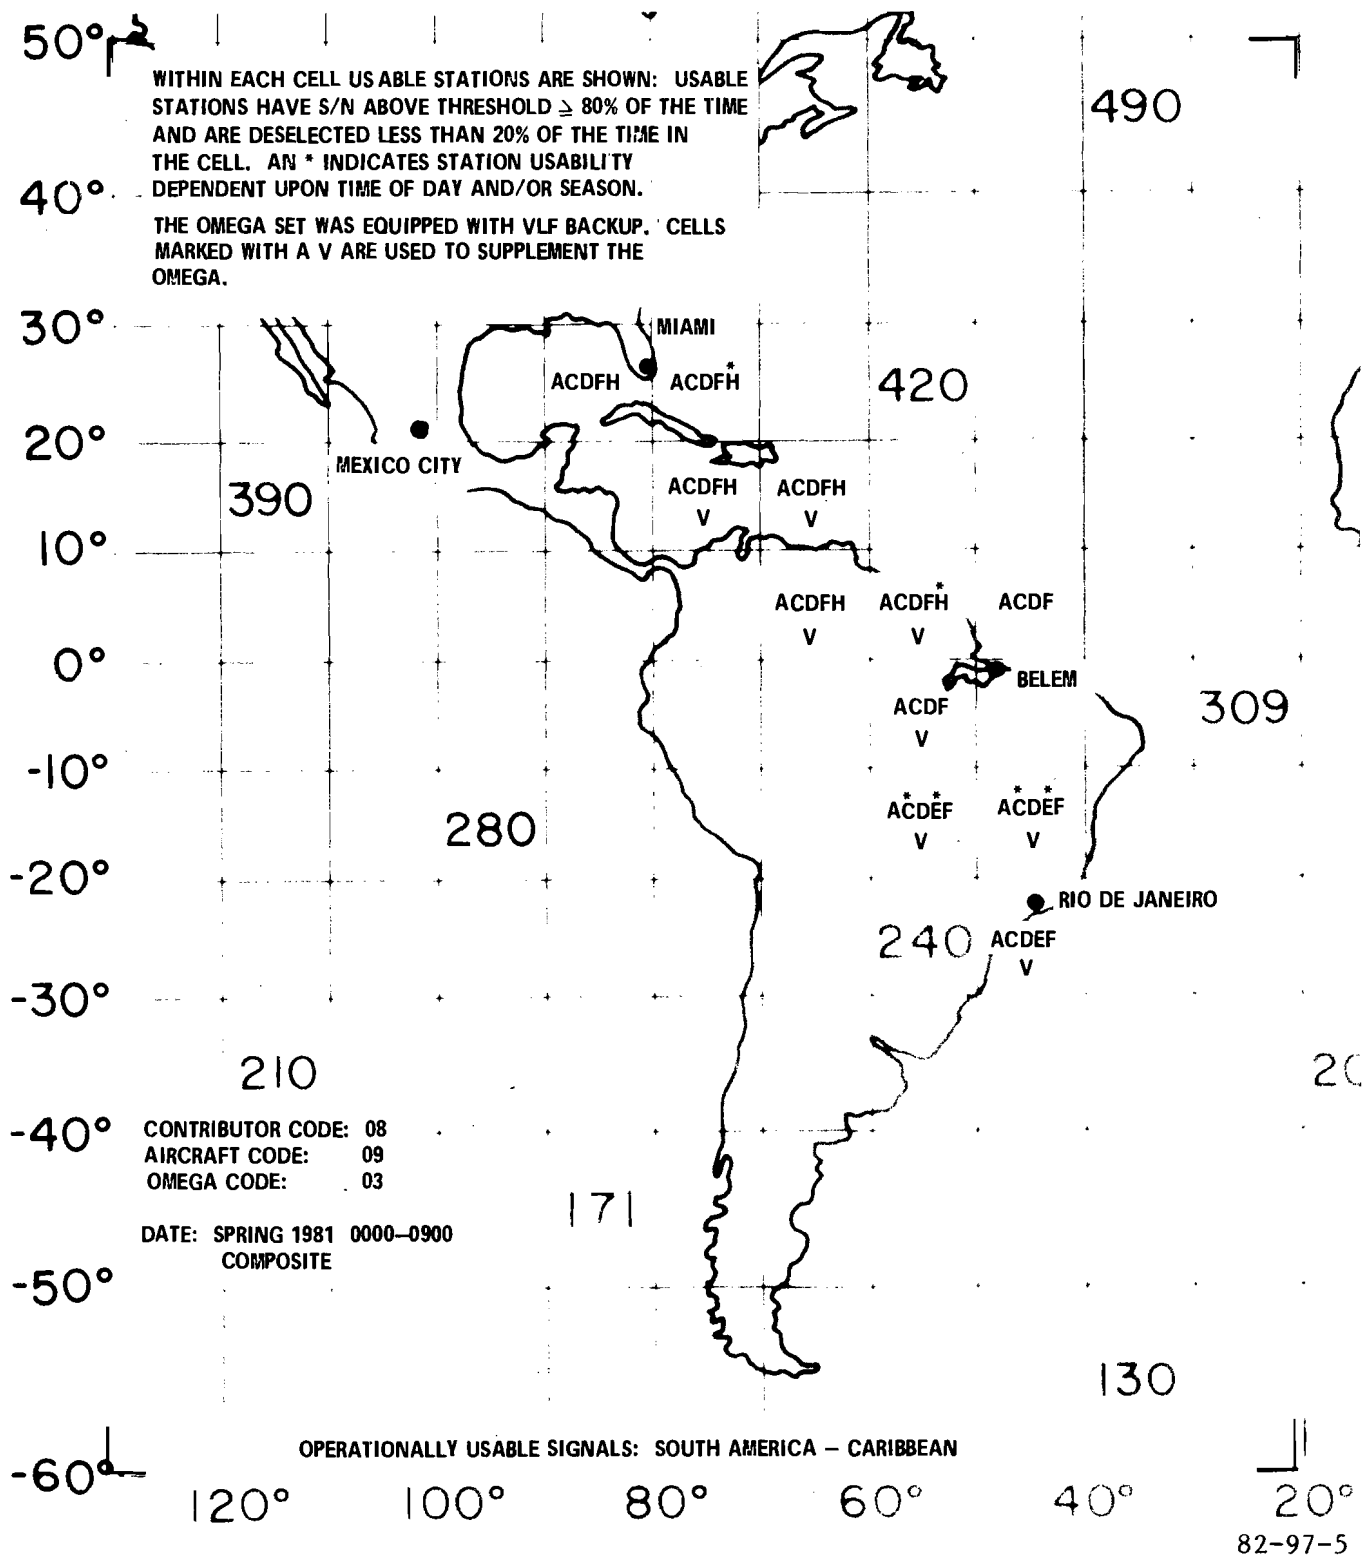 50°
WITHIN EACH CELL USABLE STATIONS ARE SHOWN: USABLE
STATIONS HAVE S/N ABOVE THRESHOLD ≥ 80% OF THE TIME
AND ARE DESELECTED LESS THAN 20% OF THE TIME IN
THE CELL. AN * INDICATES STATION USABILITY
DEPENDENT UPON TIME OF DAY AND/OR SEASON.
490
40°
THE OMEGA SET WAS EQUIPPED WITH VLF BACKUP. CELLS
MARKED WITH A V ARE USED TO SUPPLEMENT THE
OMEGA.
30°
MIAMI
ACDFH ACDFH*
420
20°
MEXICO CITY
390
ACDFH ACDFH
V V
10°
ACDFH ACDFH* ACDF
V V
0°
BELEM
ACDF
V
309
-10°
A*CDE*F A*CDE*F
V V
280
-20°
RIO DE JANEIRO
240
ACDEF
V
-30°
210
20
-40°
CONTRIBUTOR CODE: 08
AIRCRAFT CODE: 09
OMEGA CODE: 03
171
DATE: SPRING 1981 0000–0900
COMPOSITE
-50°
130
OPERATIONALLY USABLE SIGNALS: SOUTH AMERICA – CARIBBEAN
-60°
120° 100° 80° 60° 40° 20°
82-97-5